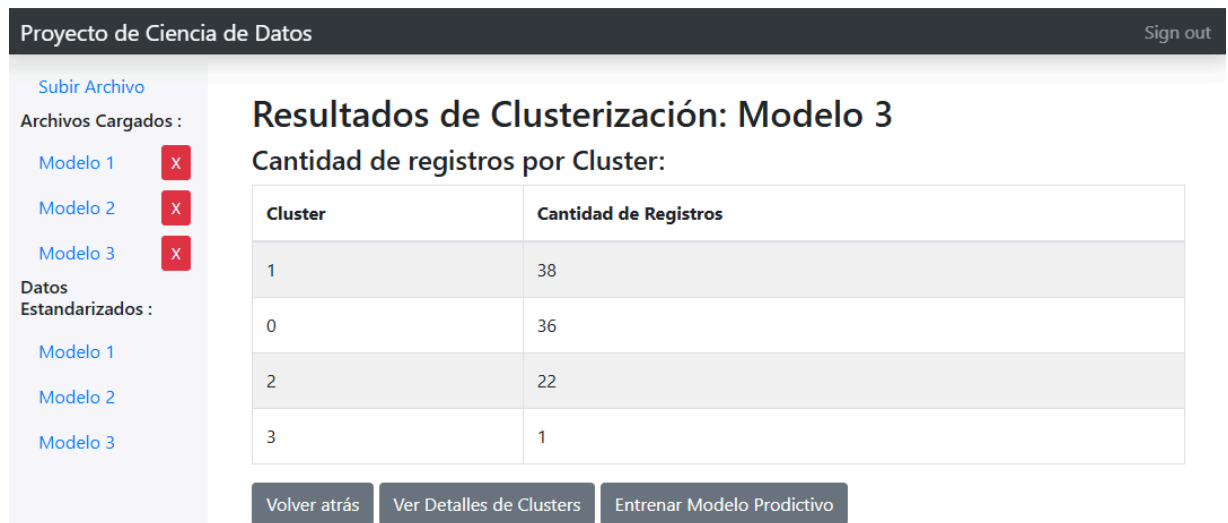 Proyecto de Ciencia de Datos
Sign out
Subir Archivo
Archivos Cargados :
Modelo 1 X
Modelo 2 X
Modelo 3 X
Datos
Estandarizados :
Modelo 1
Modelo 2
Modelo 3
Resultados de Clusterización: Modelo 3
Cantidad de registros por Cluster:
Cluster Cantidad de Registros
1 38
0 36
2 22
3 1
Volver atrás Ver Detalles de Clusters Entrenar Modelo Prodictivo